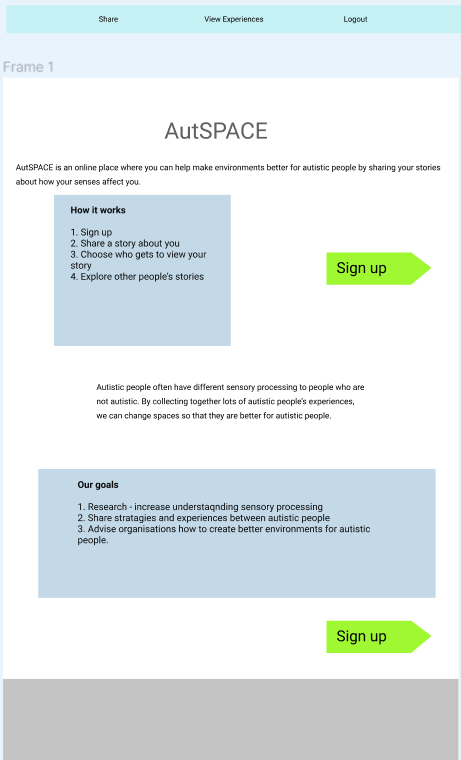 Share View Experiences Logout
Frame 1
AutSPACE
AutSPACE is an online place where you can help make environments better for autistic people by sharing your stories
about how your senses affect you.
How it works
1. Sign up
2. Share a story about you
3. Choose who gets to view your
story
4. Explore other people's stories
Sign up
Autistic people often have different sensory processing to people who are
not autistic. By collecting together lots of autistic people's experiences,
we can change spaces so that they are better for autistic people.
Our goals
1. Research - increase understaqnding sensory processing
2. Share stratagies and experiences between autistic people
3. Advise organisations how to create better environments for autistic
people.
Sign up